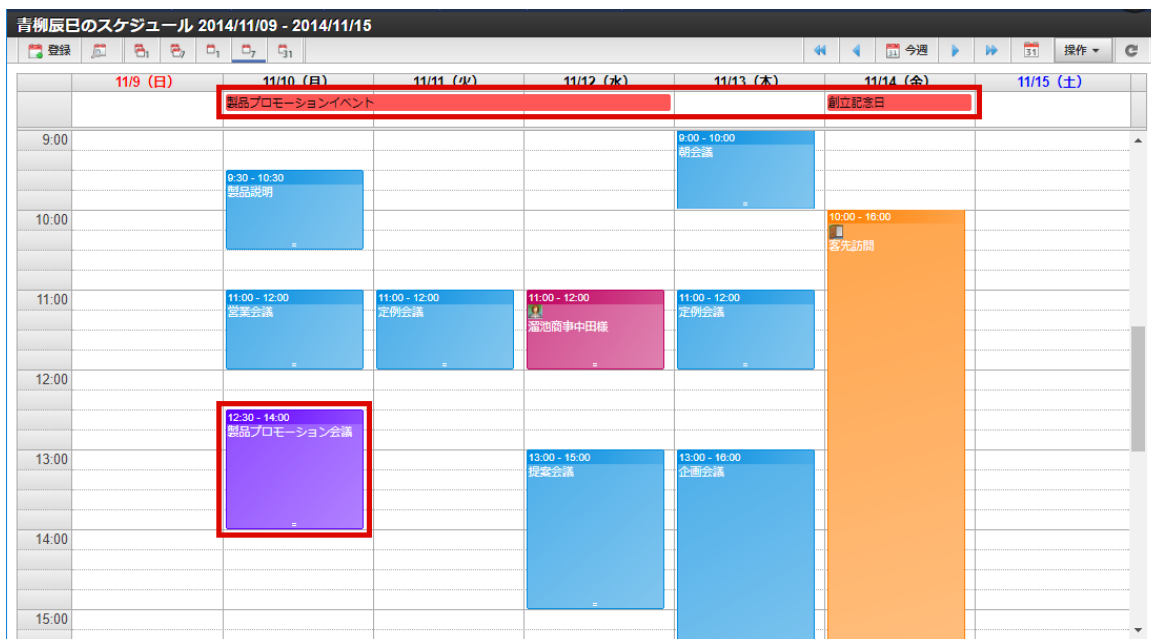 青柳辰巳のスケジュール 2014/11/09 - 2014/11/15
登録 1 7 1 7 31 11 今週 31 操作
11/9（日） 11/10（月） 11/11（火） 11/12（水） 11/13（木） 11/14（金） 11/15（土）
製品プロモーションイベント 創立記念日
9:00
9:00 - 10:00
朝会議
9:30 - 10:30
製品説明
10:00
10:00 - 16:00
客先訪問
11:00
11:00 - 12:00
営業会議
11:00 - 12:00
定例会議
11:00 - 12:00
溜池商事中田様
11:00 - 12:00
定例会議
12:00
12:30 - 14:00
製品プロモーション会議
13:00
13:00 - 15:00
提案会議
13:00 - 16:00
企画会議
14:00
15:00